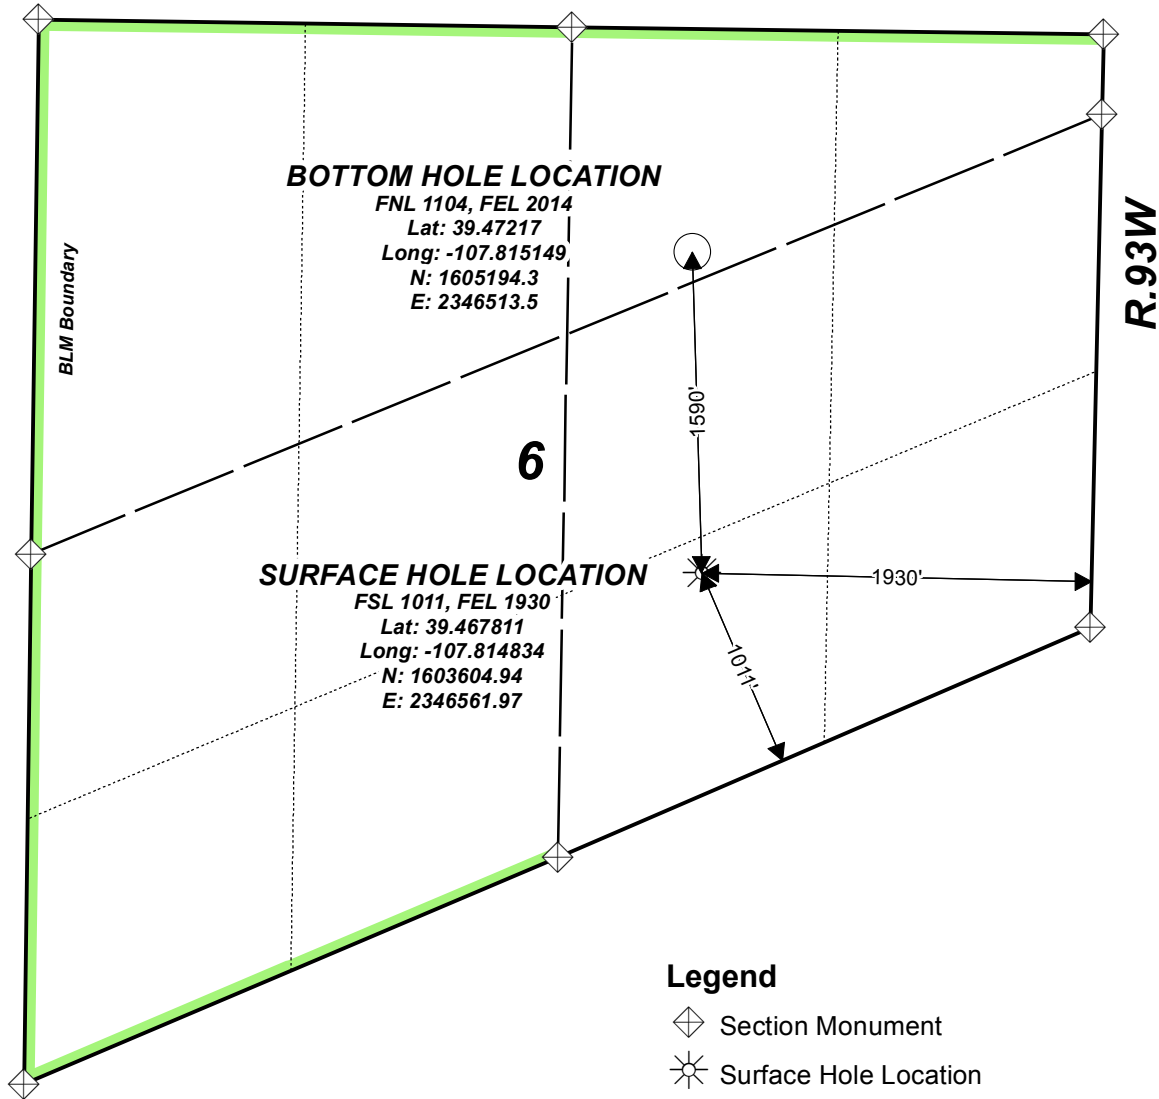 BOTTOM HOLE LOCATION
FNL 1104, FEL 2014
Lat: 39.47217
Long: -107.815149
N: 1605194.3
E: 2346513.5
BLM Boundary
R.93W
1590'
6
SURFACE HOLE LOCATION
FSL 1011, FEL 1930
Lat: 39.467811
Long: -107.814834
N: 1603604.94
E: 2346561.97
1930'
1011'
Legend
Section Monument
Surface Hole Location